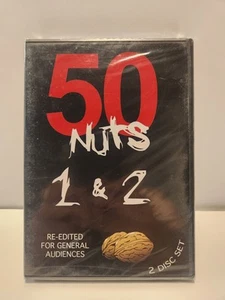 50
NUTS
1 & 2
RE-EDITED
FOR GENERAL
AUDIENCES
2 DISC SET